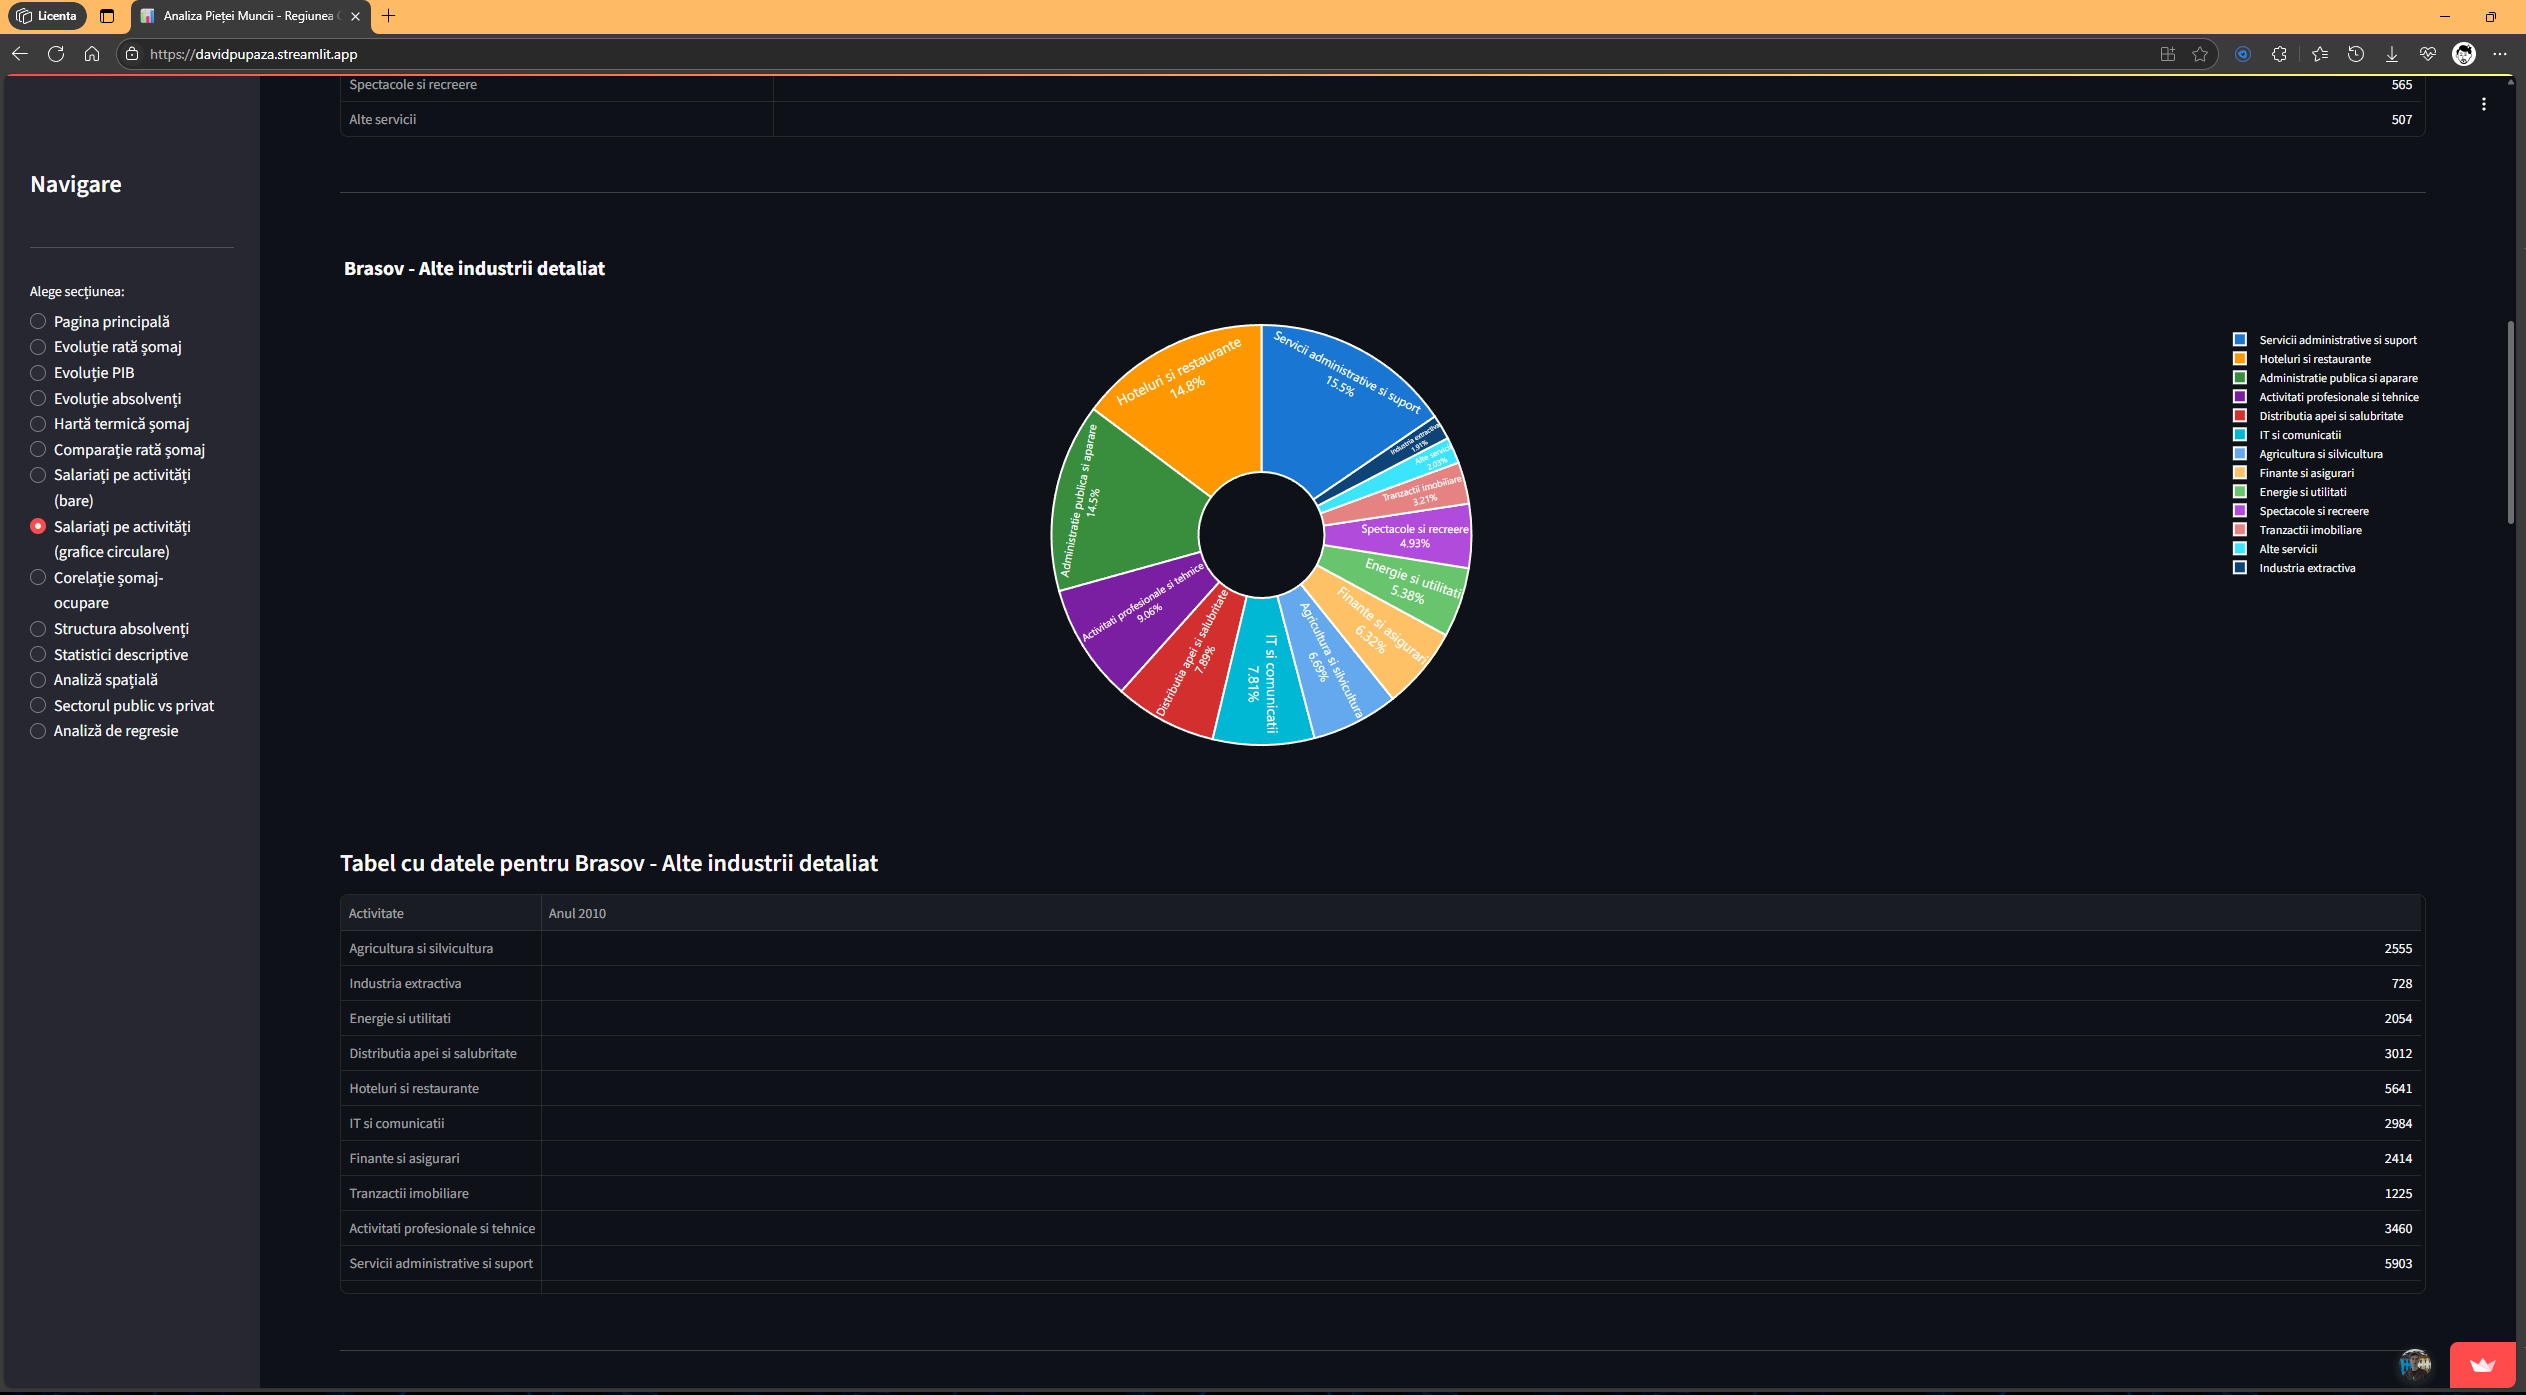 Licenta
Analiza Pieței Muncii - Regiunea
https://davidpupaza.streamlit.app
Navigare
Alege secțiunea:
Pagina principală
Evoluție rată șomaj
Evoluție PIB
Evoluție absolvenți
Hartă termică șomaj
Comparație rată șomaj
Salariați pe activități
(bare)
Salariați pe activități
(grafice circulare)
Corelație șomaj-
ocupare
Structura absolvenți
Statistici descriptive
Analiză spațială
Sectorul public vs privat
Analiză de regresie
Spectacole si recreere 565
Alte servicii 507
Brasov - Alte industrii detaliat
Servicii administrative si suport
15.5%
Industria extractiva
1.91%
Alte servicii
2.03%
Tranzactii imobiliare
3.21%
Spectacole si recreere
4.93%
Energie si utilitati
5.38%
Finante si asigurari
6.32%
Agricultura si silvicultura
6.69%
IT si comunicatii
7.81%
Distributia apei si salubritate
7.89%
Activitati profesionale si tehnice
9.06%
Administratie publica si aparare
14.5%
Hoteluri si restaurante
14.8%
Servicii administrative si suport
Hoteluri si restaurante
Administratie publica si aparare
Activitati profesionale si tehnice
Distributia apei si salubritate
IT si comunicatii
Agricultura si silvicultura
Finante si asigurari
Energie si utilitati
Spectacole si recreere
Tranzactii imobiliare
Alte servicii
Industria extractiva
Tabel cu datele pentru Brasov - Alte industrii detaliat
Activitate Anul 2010
Agricultura si silvicultura 2555
Industria extractiva 728
Energie si utilitati 2054
Distributia apei si salubritate 3012
Hoteluri si restaurante 5641
IT si comunicatii 2984
Finante si asigurari 2414
Tranzactii imobiliare 1225
Activitati profesionale si tehnice 3460
Servicii administrative si suport 5903